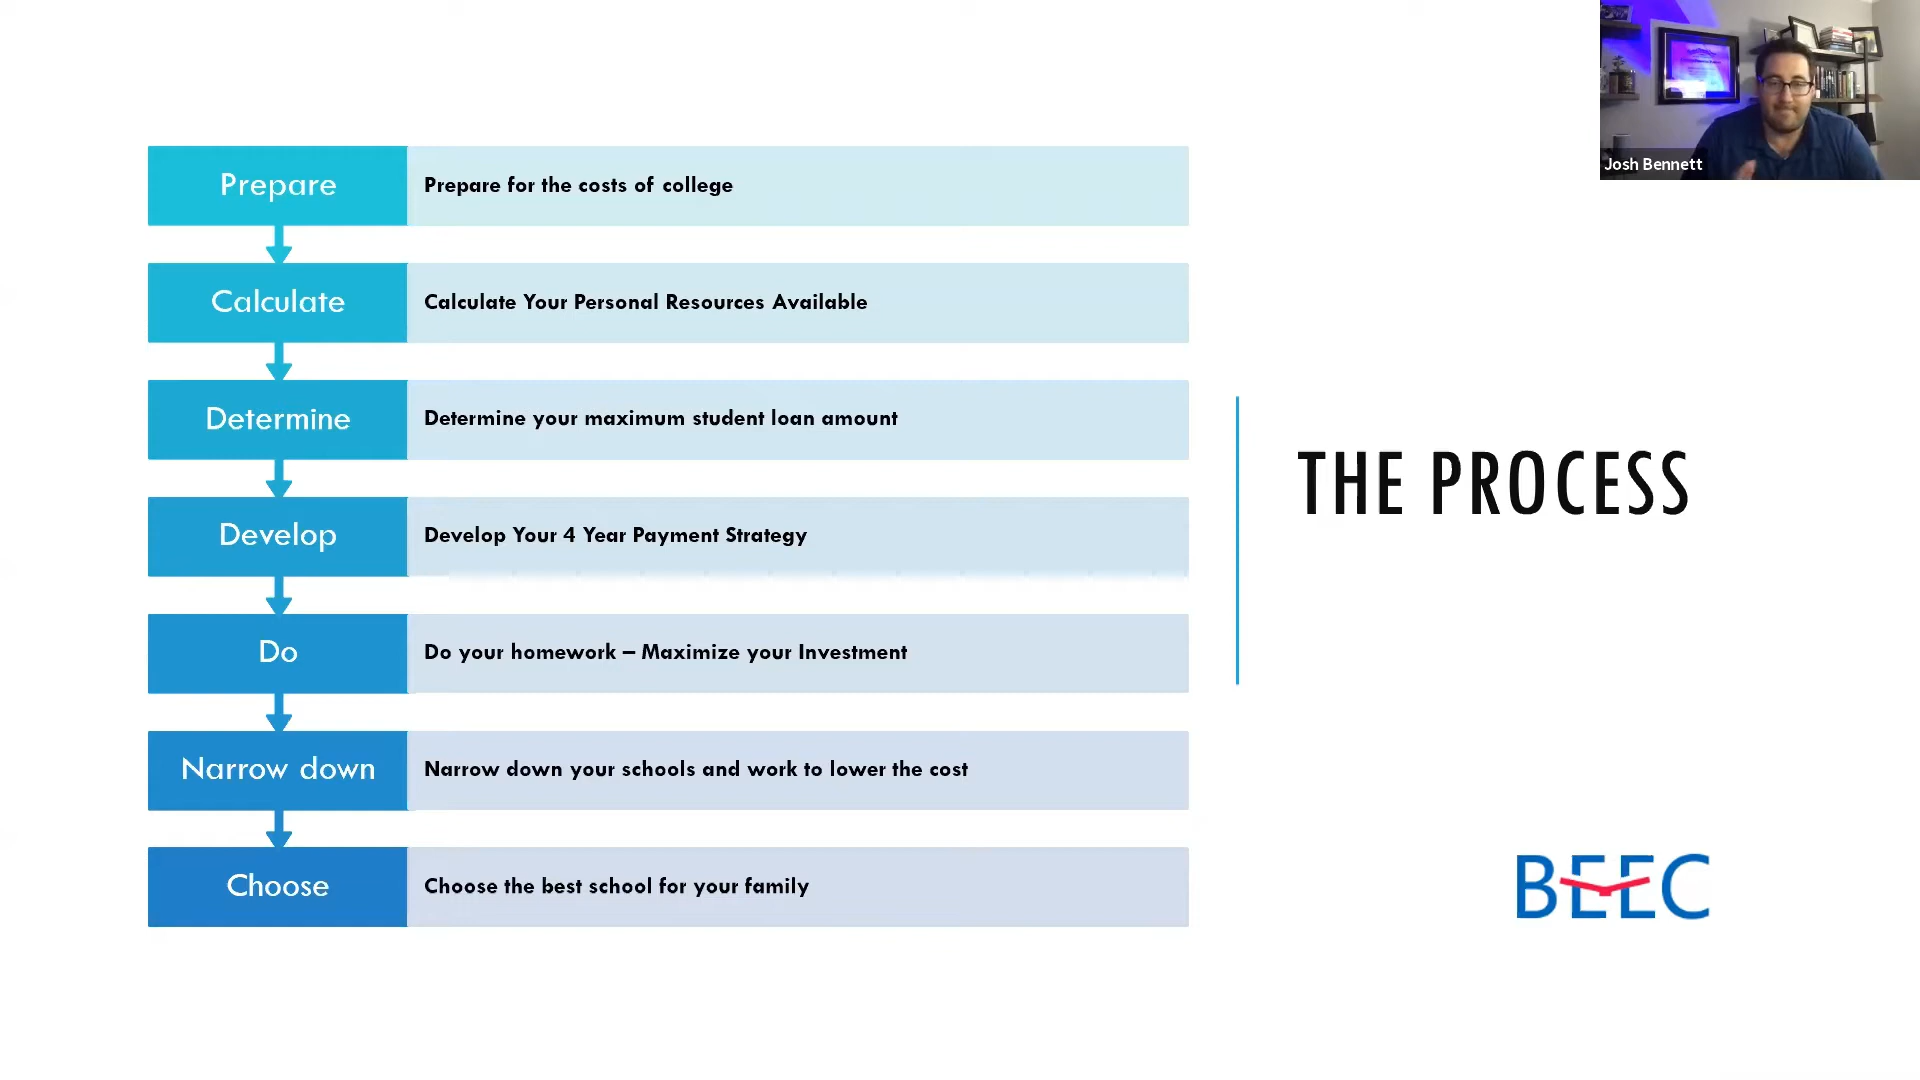 Prepare
Prepare for the costs of college
Calculate
Calculate Your Personal Resources Available
Determine
Determine your maximum student loan amount
Develop
Develop Your 4 Year Payment Strategy
Do
Do your homework – Maximize your Investment
Narrow down
Narrow down your schools and work to lower the cost
Choose
Choose the best school for your family
THE PROCESS
BEEC
Josh Bennett